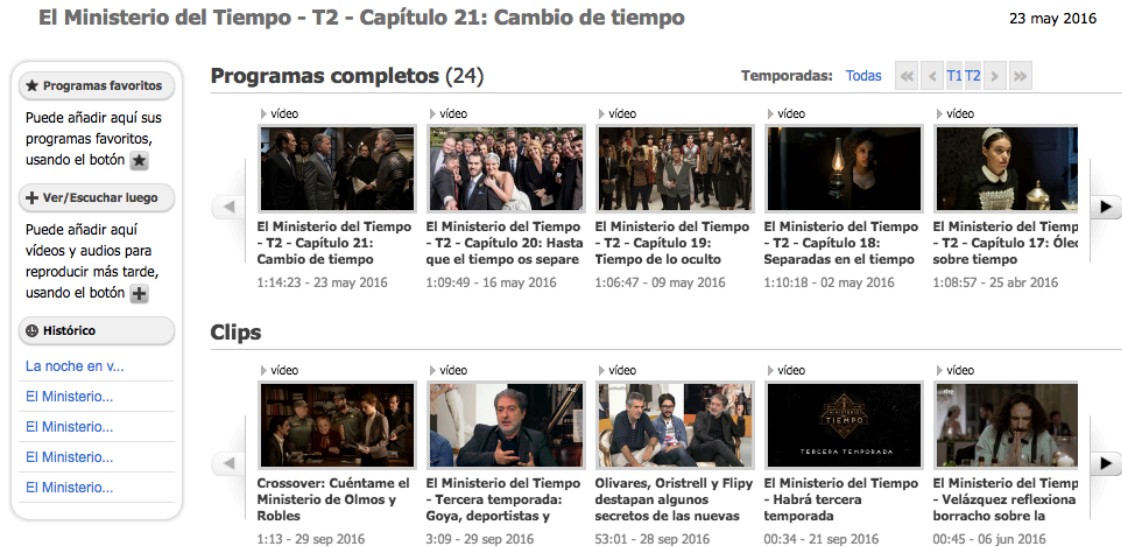 El Ministerio del Tiempo - T2 - Capítulo 21: Cambio de tiempo
23 may 2016
Programas favoritos
Puede añadir aquí sus
programas favoritos,
usando el botón
Ver/Escuchar luego
Puede añadir aquí
vídeos y audios para
reproducir más tarde,
usando el botón
Histórico
La noche en v...
El Ministerio...
El Ministerio...
El Ministerio...
El Ministerio...
Programas completos (24)
Temporadas: Todas << < T1 T2 > >>
vídeo
El Ministerio del Tiempo
- T2 - Capítulo 21:
Cambio de tiempo
1:14:23 - 23 may 2016
vídeo
El Ministerio del Tiempo
- T2 - Capítulo 20: Hasta
que el tiempo os separe
1:09:49 - 16 may 2016
vídeo
El Ministerio del Tiempo
- T2 - Capítulo 19:
Tiempo de lo oculto
1:06:47 - 09 may 2016
vídeo
El Ministerio del Tiempo
- T2 - Capítulo 18:
Separadas en el tiempo
1:10:18 - 02 may 2016
vídeo
El Ministerio del Tiemp
- T2 - Capítulo 17: Óleo
sobre tiempo
1:08:57 - 25 abr 2016
Clips
vídeo
Crossover: Cuéntame el
Ministerio de Olmos y
Robles
1:13 - 29 sep 2016
vídeo
El Ministerio del Tiempo
- Tercera temporada:
Goya, deportistas y
3:09 - 29 sep 2016
vídeo
Olivares, Oristrell y Flipy
destapan algunos
secretos de las nuevas
53:01 - 28 sep 2016
vídeo
MINISTERIO
TIEMPO
TERCERA TEMPORADA
El Ministerio del Tiempo
- Habrá tercera
temporada
00:34 - 21 sep 2016
vídeo
El Ministerio del Tiemp
- Velázquez reflexiona
borracho sobre la
00:45 - 06 jun 2016